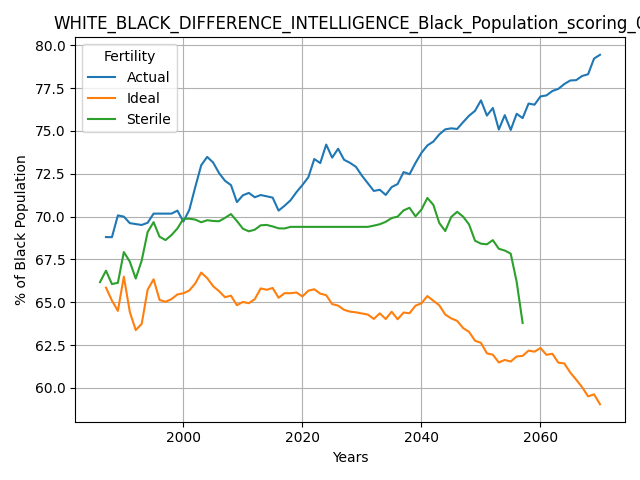 WHITE_BLACK_DIFFERENCE_INTELLIGENCE_Black_Population_scoring_0
Fertility
Actual
Ideal
Sterile
% of Black Population
80.0
77.5
75.0
72.5
70.0
67.5
65.0
62.5
60.0
2000 2020 2040 2060
Years